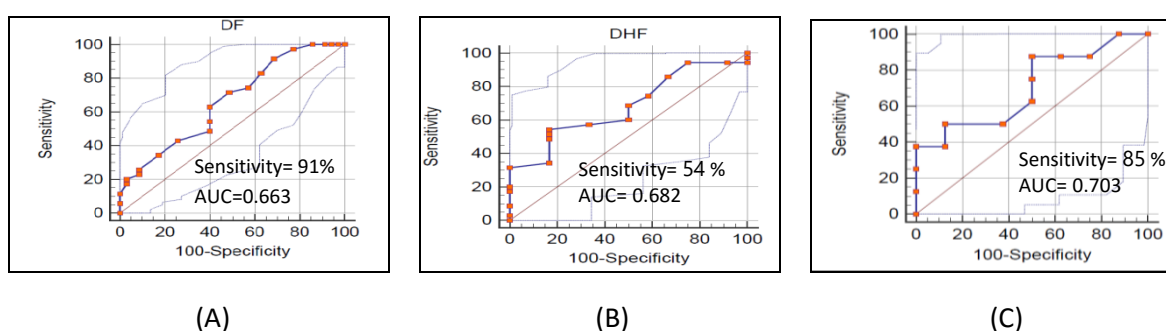 DF
Sensitivity
100
80
60
40
20
0
Sensitivity= 91%
AUC=0.663
0 20 40 60 80 100
100-Specificity
(A)
DHF
Sensitivity
100
80
60
40
20
0
Sensitivity= 54 %
AUC= 0.682
0 20 40 60 80 100
100-Specificity
(B)
Sensitivity
100
80
60
40
20
0
Sensitivity= 85 %
AUC= 0.703
0 20 40 60 80 100
100-Specificity
(C)